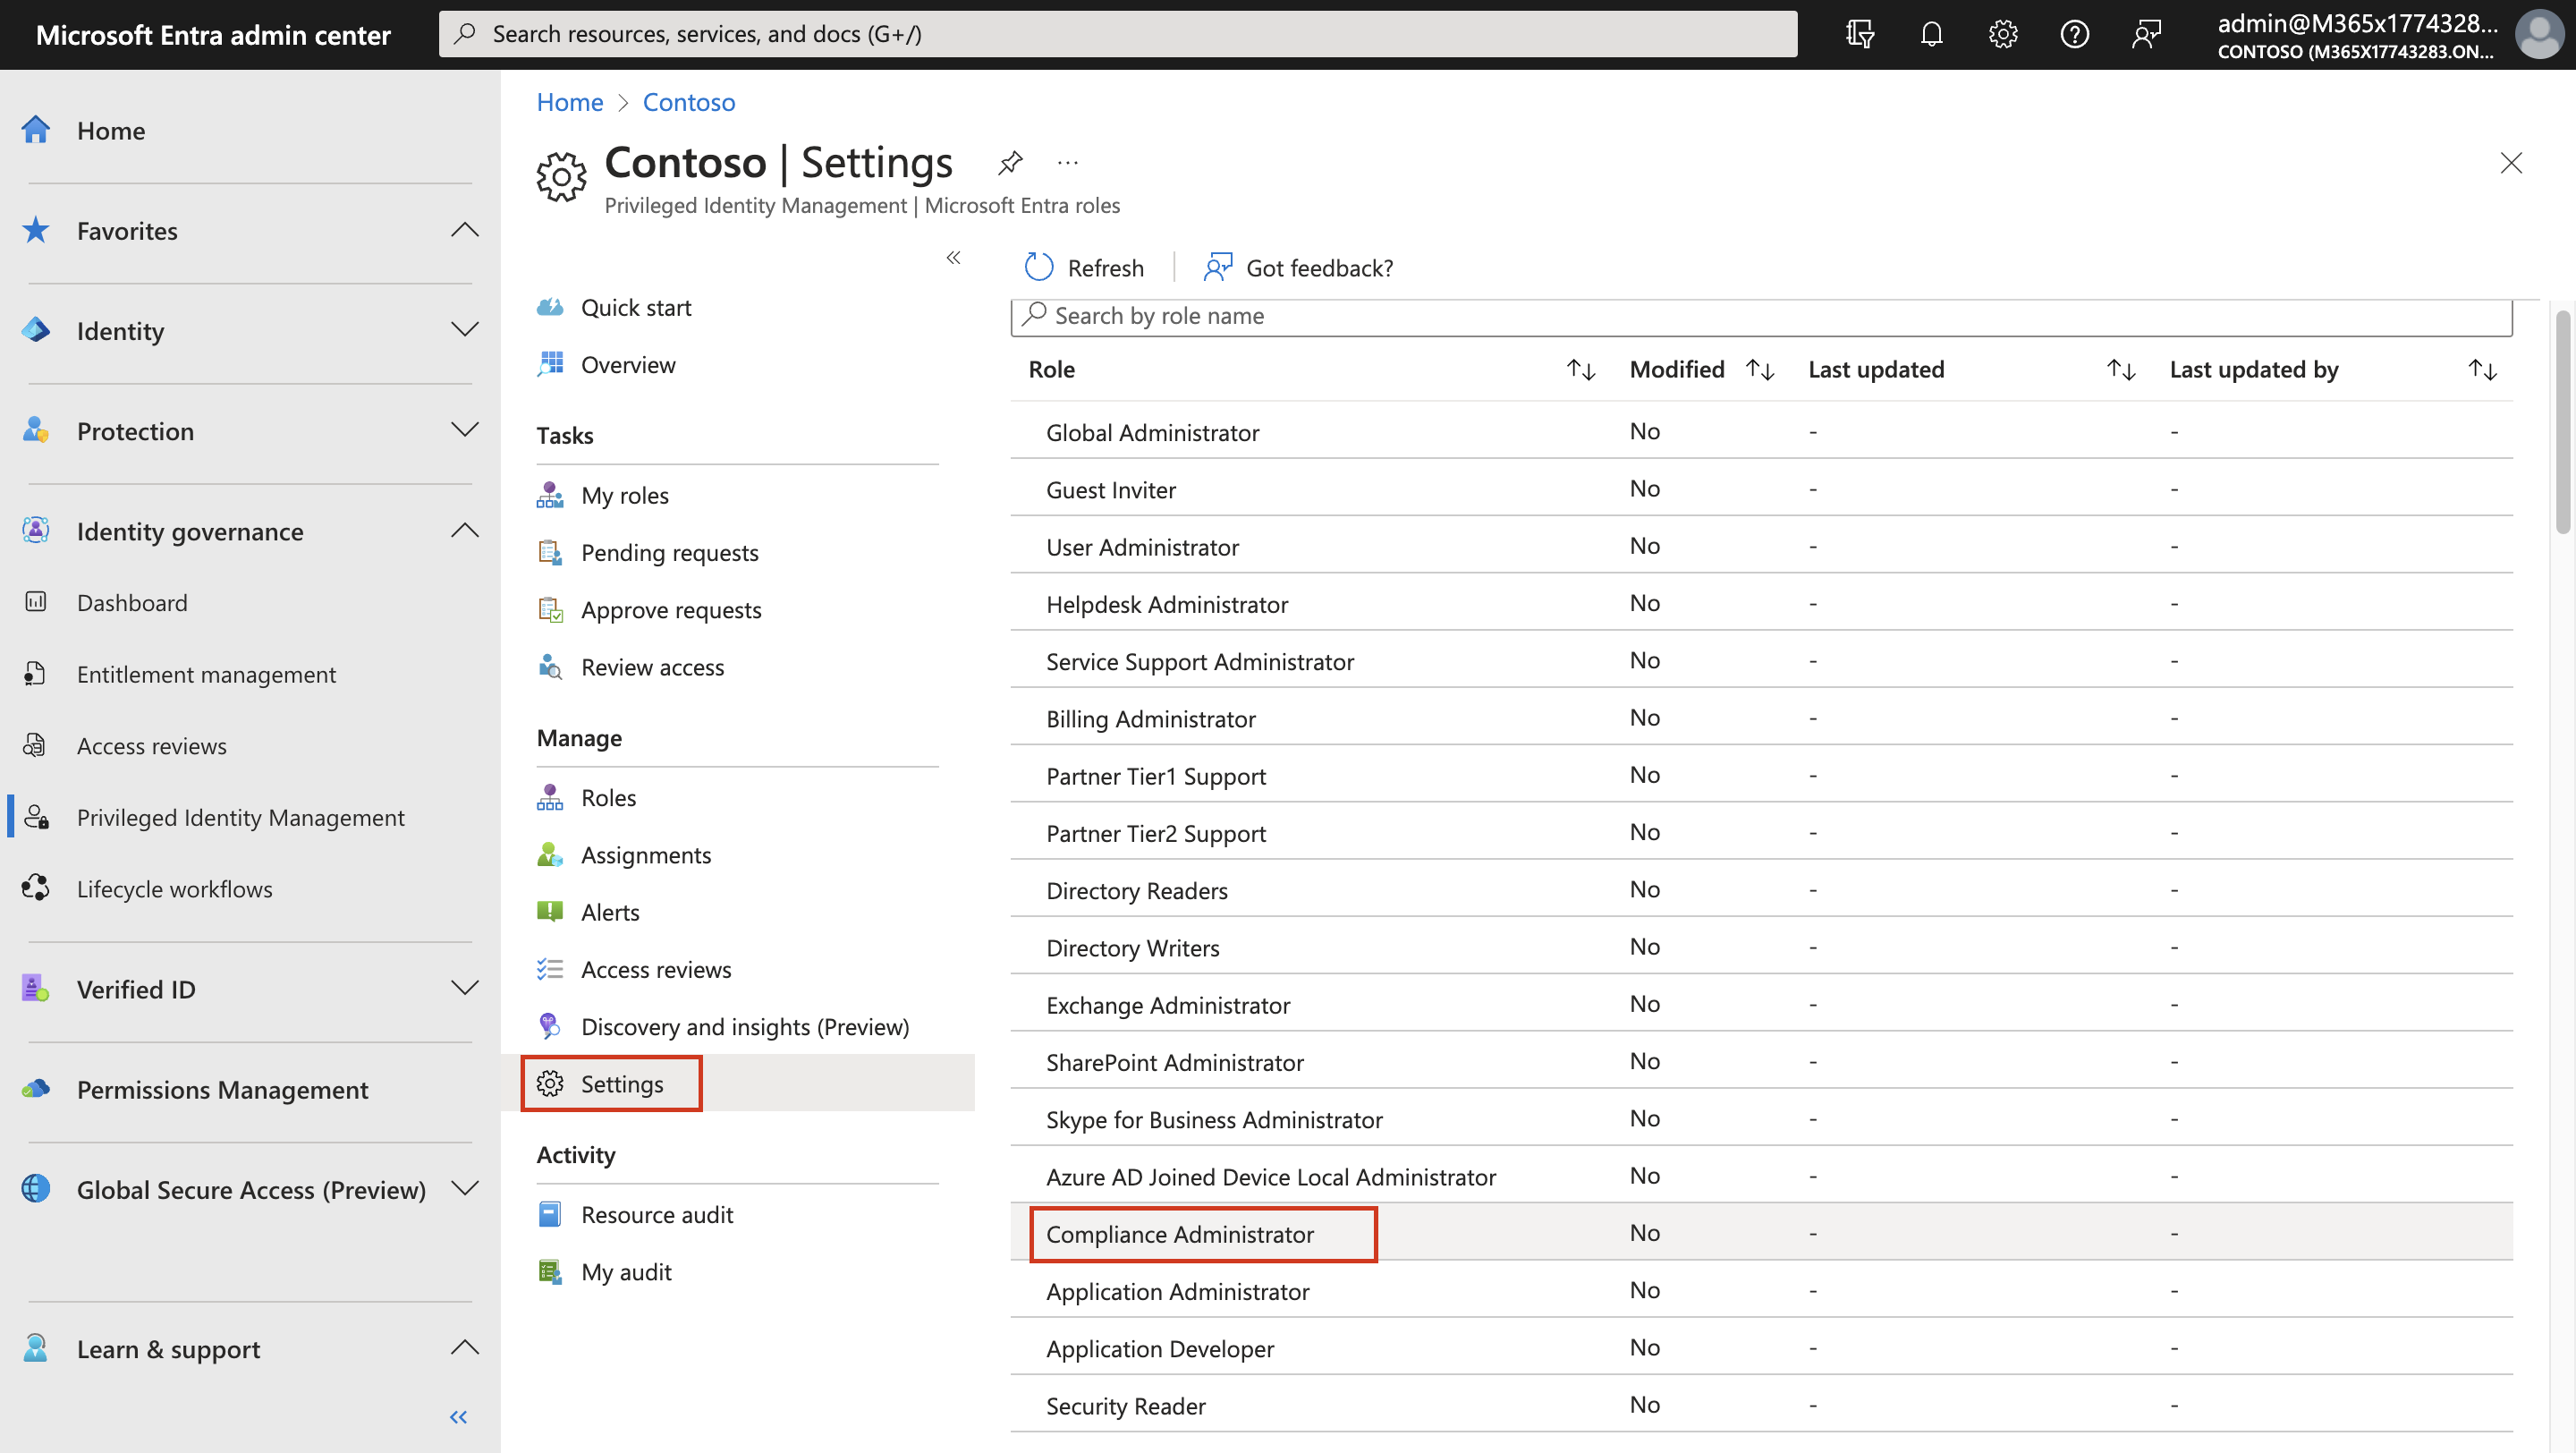 Microsoft Entra admin center
Search resources, services, and docs (G+/)
admin@M365x1774328...
CONTOSO (M365X17743283.ON...
Home
Favorites
Identity
Protection
Identity governance
Dashboard
Entitlement management
Access reviews
Privileged Identity Management
Lifecycle workflows
Verified ID
Permissions Management
Global Secure Access (Preview)
Learn & support
Home > Contoso
Contoso | Settings
...
Privileged Identity Management | Microsoft Entra roles
Quick start
Overview
Tasks
My roles
Pending requests
Approve requests
Review access
Manage
Roles
Assignments
Alerts
Access reviews
Discovery and insights (Preview)
Settings
Activity
Resource audit
My audit
Refresh
Got feedback?
Search by role name
Role Modified Last updated Last updated by
Global Administrator No - -
Guest Inviter No - -
User Administrator No - -
Helpdesk Administrator No - -
Service Support Administrator No - -
Billing Administrator No - -
Partner Tier1 Support No - -
Partner Tier2 Support No - -
Directory Readers No - -
Directory Writers No - -
Exchange Administrator No - -
SharePoint Administrator No - -
Skype for Business Administrator No - -
Azure AD Joined Device Local Administrator No - -
Compliance Administrator No - -
Application Administrator No - -
Application Developer No - -
Security Reader No - -